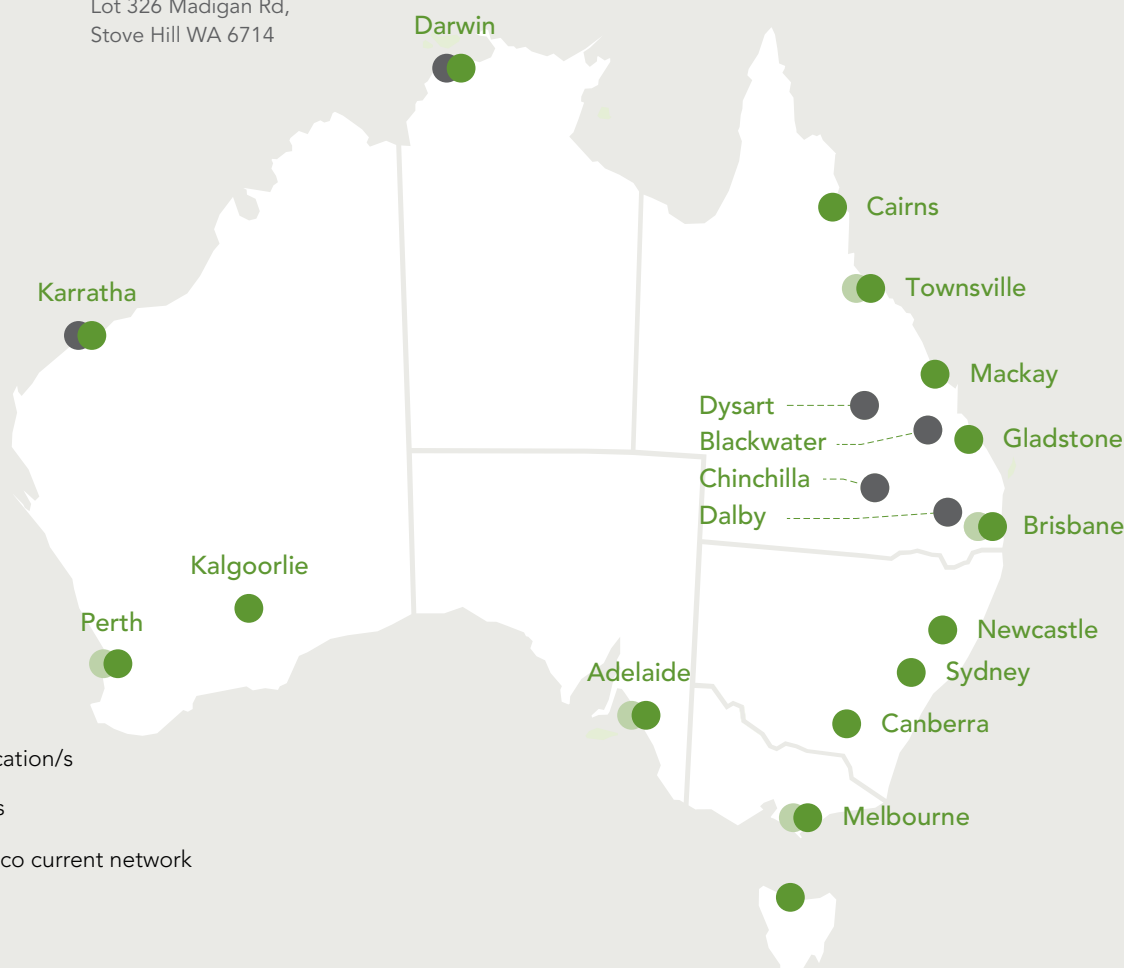 Lot 326 Madigan Rd,
Stove Hill WA 6714
Darwin
Cairns
Karratha
Townsville
Mackay
Dysart
Blackwater
Gladstone
Chinchilla
Dalby
Brisbane
Kalgoorlie
Perth
Newcastle
Adelaide
Sydney
Canberra
cation/s
s
Melbourne
co current network